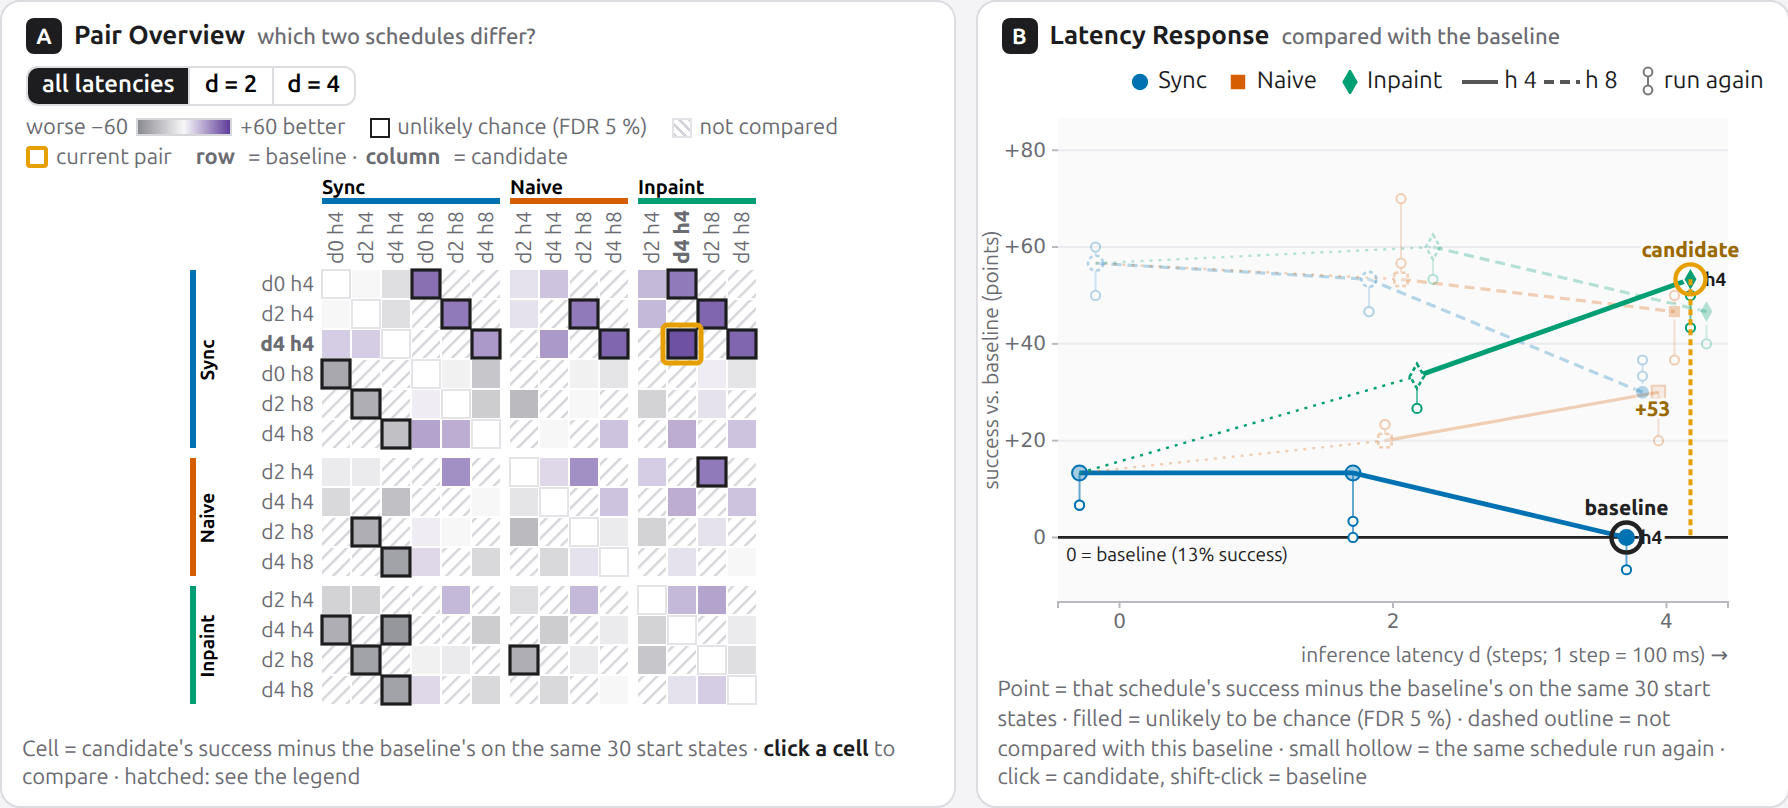 A Pair Overview which two schedules differ?
all latencies d = 2 d = 4
worse −60 +60 better unlikely chance (FDR 5 %) not compared
current pair row = baseline · column = candidate
Sync Naive Inpaint
d0 h4 d2 h4 d4 h4 d0 h8 d2 h8 d4 h8 d2 h4 d4 h4 d2 h8 d4 h8 d2 h4 d4 h4 d2 h8 d4 h8
Sync
d0 h4
d2 h4
d4 h4
d0 h8
d2 h8
d4 h8
Naive
d2 h4
d4 h4
d2 h8
d4 h8
Inpaint
d2 h4
d4 h4
d2 h8
d4 h8
Cell = candidate's success minus the baseline's on the same 30 start states · click a cell to
compare · hatched: see the legend
B Latency Response compared with the baseline
Sync Naive Inpaint h 4 h 8 run again
success vs. baseline (points)
+80
+60
+40
+20
0
candidate
h4
+53
baseline
h4
0 = baseline (13% success)
0 2 4
inference latency d (steps; 1 step = 100 ms) →
Point = that schedule's success minus the baseline's on the same 30 start
states · filled = unlikely to be chance (FDR 5 %) · dashed outline = not
compared with this baseline · small hollow = the same schedule run again ·
click = candidate, shift-click = baseline